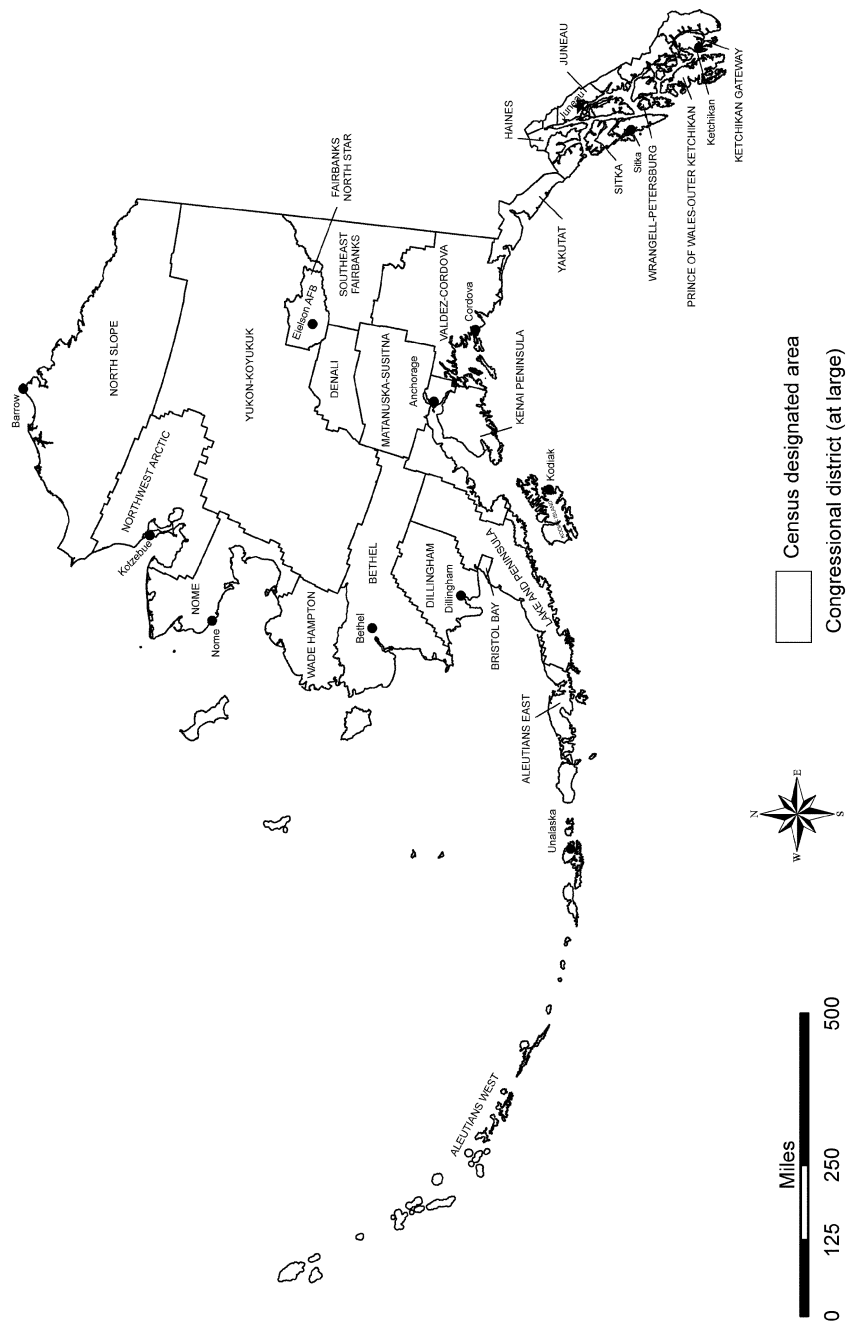 Barrow
NORTH SLOPE
NORTHWEST ARCTIC
Kotzebue
NOME
Nome
YUKON-KOYUKUK
FAIRBANKS
NORTH STAR
Eielson AFB
SOUTHEAST
FAIRBANKS
DENALI
WADE HAMPTON
BETHEL
Bethel
MATANUSKA-SUSITNA
Anchorage
VALDEZ-CORDOVA
Cordova
DILLINGHAM
Dillingham
BRISTOL BAY
LAKE AND PENINSULA
KENAI PENINSULA
Kodiak
ALEUTIANS EAST
Unalaska
ALEUTIANS WEST
YAKUTAT
HAINES
JUNEAU
Juneau
SITKA
Sitka
WRANGELL-PETERSBURG
PRINCE OF WALES-OUTER KETCHIKAN
Ketchikan
KETCHIKAN GATEWAY
N
W
E
S
Miles
0
125
250
500
Census designated area
Congressional district (at large)